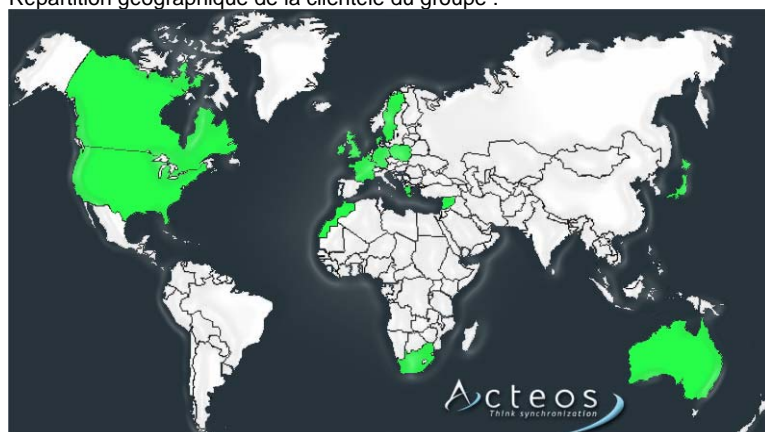 Répartition géographique de la clientèle du groupe :
Acteos
Think synchronization